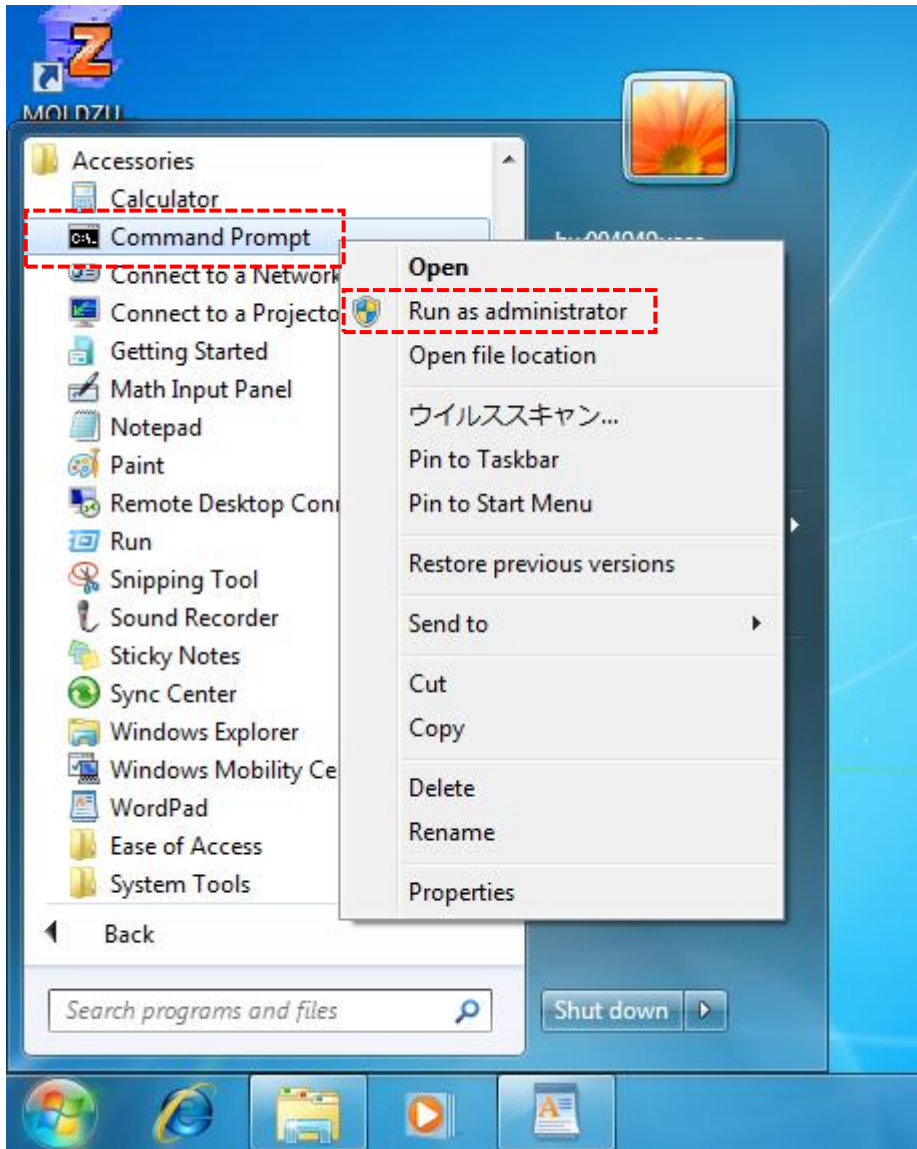 Accessories
Calculator
Command Prompt
Connect to a Network
Connect to a Projecto
Getting Started
Math Input Panel
Notepad
Paint
Remote Desktop Con
Run
Snipping Tool
Sound Recorder
Sticky Notes
Sync Center
Windows Explorer
Windows Mobility Ce
WordPad
Ease of Access
System Tools
Back
Search programs and files
Open
Run as administrator
Open file location
ウイルススキャン...
Pin to Taskbar
Pin to Start Menu
Restore previous versions
Send to
Cut
Copy
Delete
Rename
Properties
Shut down